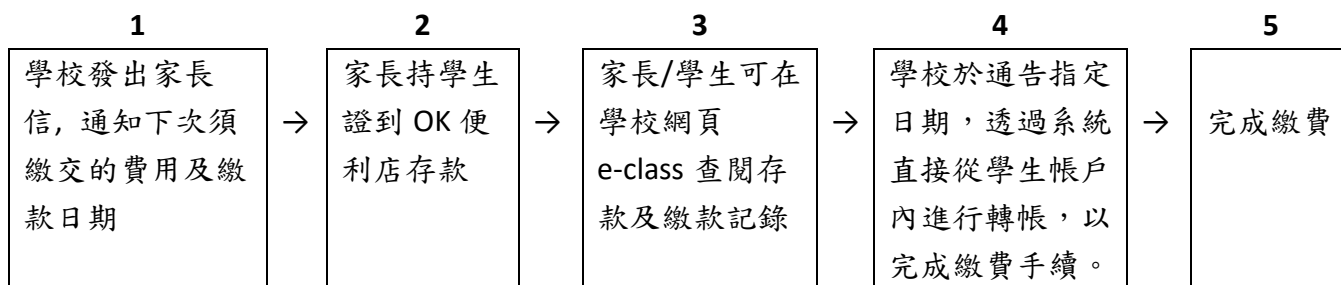 1
學校發出家長
信, 通知下次須
繳交的費用及繳
款日期
→
2
家長持學生
證到 OK 便
利店存款
→
3
家長/學生可在
學校網頁
e-class 查閱存
款及繳款記錄
→
4
學校於通告指定
日期，透過系統
直接從學生帳戶
內進行轉帳，以
完成繳費手續。
→
5
完成繳費